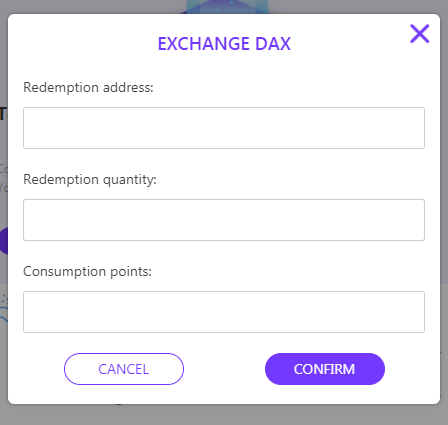 EXCHANGE DAX
Redemption address:
Redemption quantity:
Consumption points:
CANCEL
CONFIRM